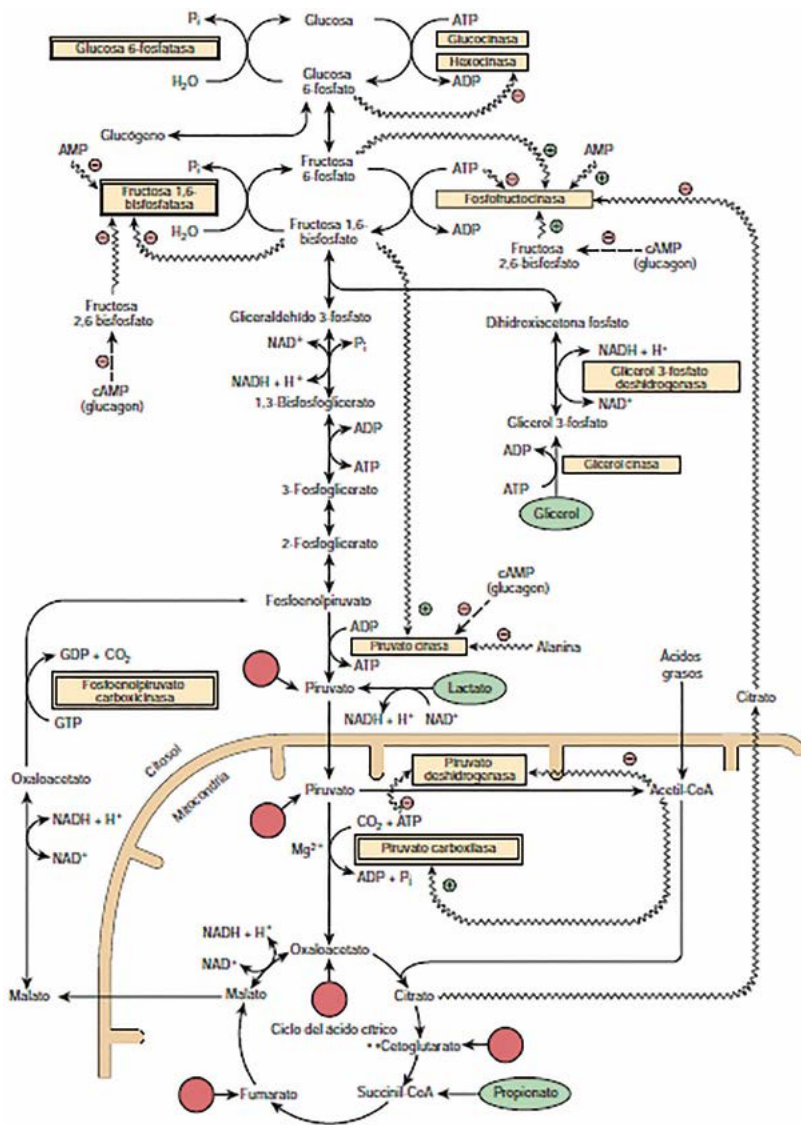 Pi
Glucosa
ATP
Glucocinasa
Glucosa 6-fosfatasa
Hexocinasa
H2O
Glucosa
6-fosfato
ADP
⊖
Glucógeno
AMP
⊖
Pi
Fructosa
6-fosfato
ATP
⊕
AMP
⊖
⊕
⊖
Fructosa 1,6-
bisfosfatasa
Fosfofructocinasa
H2O
Fructosa 1,6-
bisfosfato
ADP
⊕
⊖
⊖
Fructosa
2,6-bisfosfato
⊖
cAMP
(glucagon)
Fructosa
2,6 bisfosfato
⊖
cAMP
(glucagon)
Gliceraldehído 3-fosfato
Dihidroxiacetona fosfato
NAD+
Pi
NADH + H+
NADH + H+
Glicerol 3-fosfato
deshidrogenasa
NAD+
1,3-Bisfosfoglicerato
Glicerol 3-fosfato
ADP
ATP
ADP
Glicerol cinasa
ATP
3-Fosfoglicerato
Glicerol
2-Fosfoglicerato
cAMP
(glucagon)
Fosfoenolpiruvato
⊕
⊖
ADP
Piruvato cinasa
⊖
Alanina
ATP
GDP + CO2
Fosfoenolpiruvato
carboxicinasa
GTP
Piruvato
Lactato
NADH + H+
NAD+
Ácidos
grasos
Citrato
Oxaloacetato
Citosol
Mitocondria
Piruvato
deshidrogenasa
⊖
Piruvato
Acetil-CoA
⊖
NADH + H+
NAD+
CO2 + ATP
Mg2+
Piruvato carboxilasa
ADP + Pi
⊕
NADH + H+
NAD+
Oxaloacetato
Malato
Malato
Citrato
Ciclo del ácido cítrico
**Cetoglutarato
Fumarato
Succinil CoA
Propionato